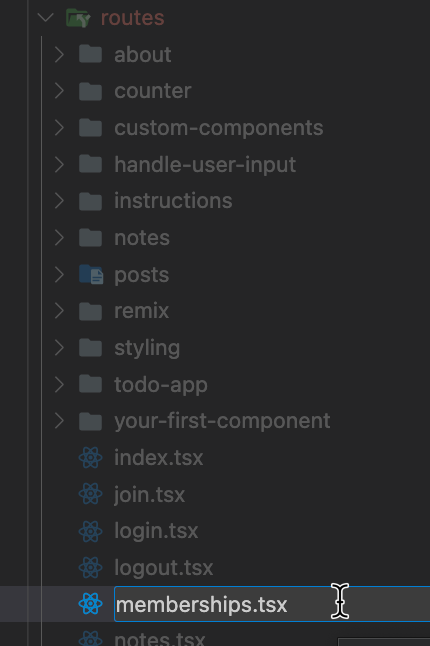 routes
about
counter
custom-components
handle-user-input
instructions
notes
posts
remix
styling
todo-app
your-first-component
index.tsx
join.tsx
login.tsx
logout.tsx
memberships.tsx
notes.tsx